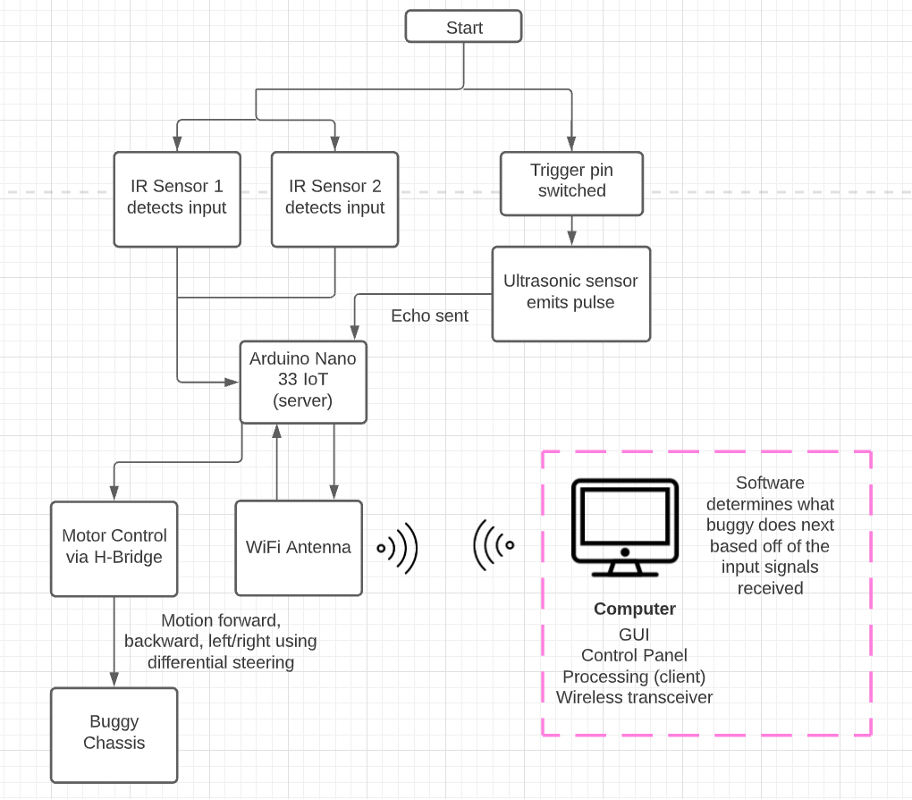 Start
IR Sensor 1
detects input
IR Sensor 2
detects input
Trigger pin
switched
Ultrasonic sensor
emits pulse
Echo sent
Arduino Nano
33 IoT
(server)
Motor Control
via H-Bridge
WiFi Antenna
Software
determines what
buggy does next
based off of the
input signals
received
Computer
GUI
Control Panel
Processing (client)
Wireless transceiver
Motion forward,
backward, left/right using
differential steering
Buggy
Chassis